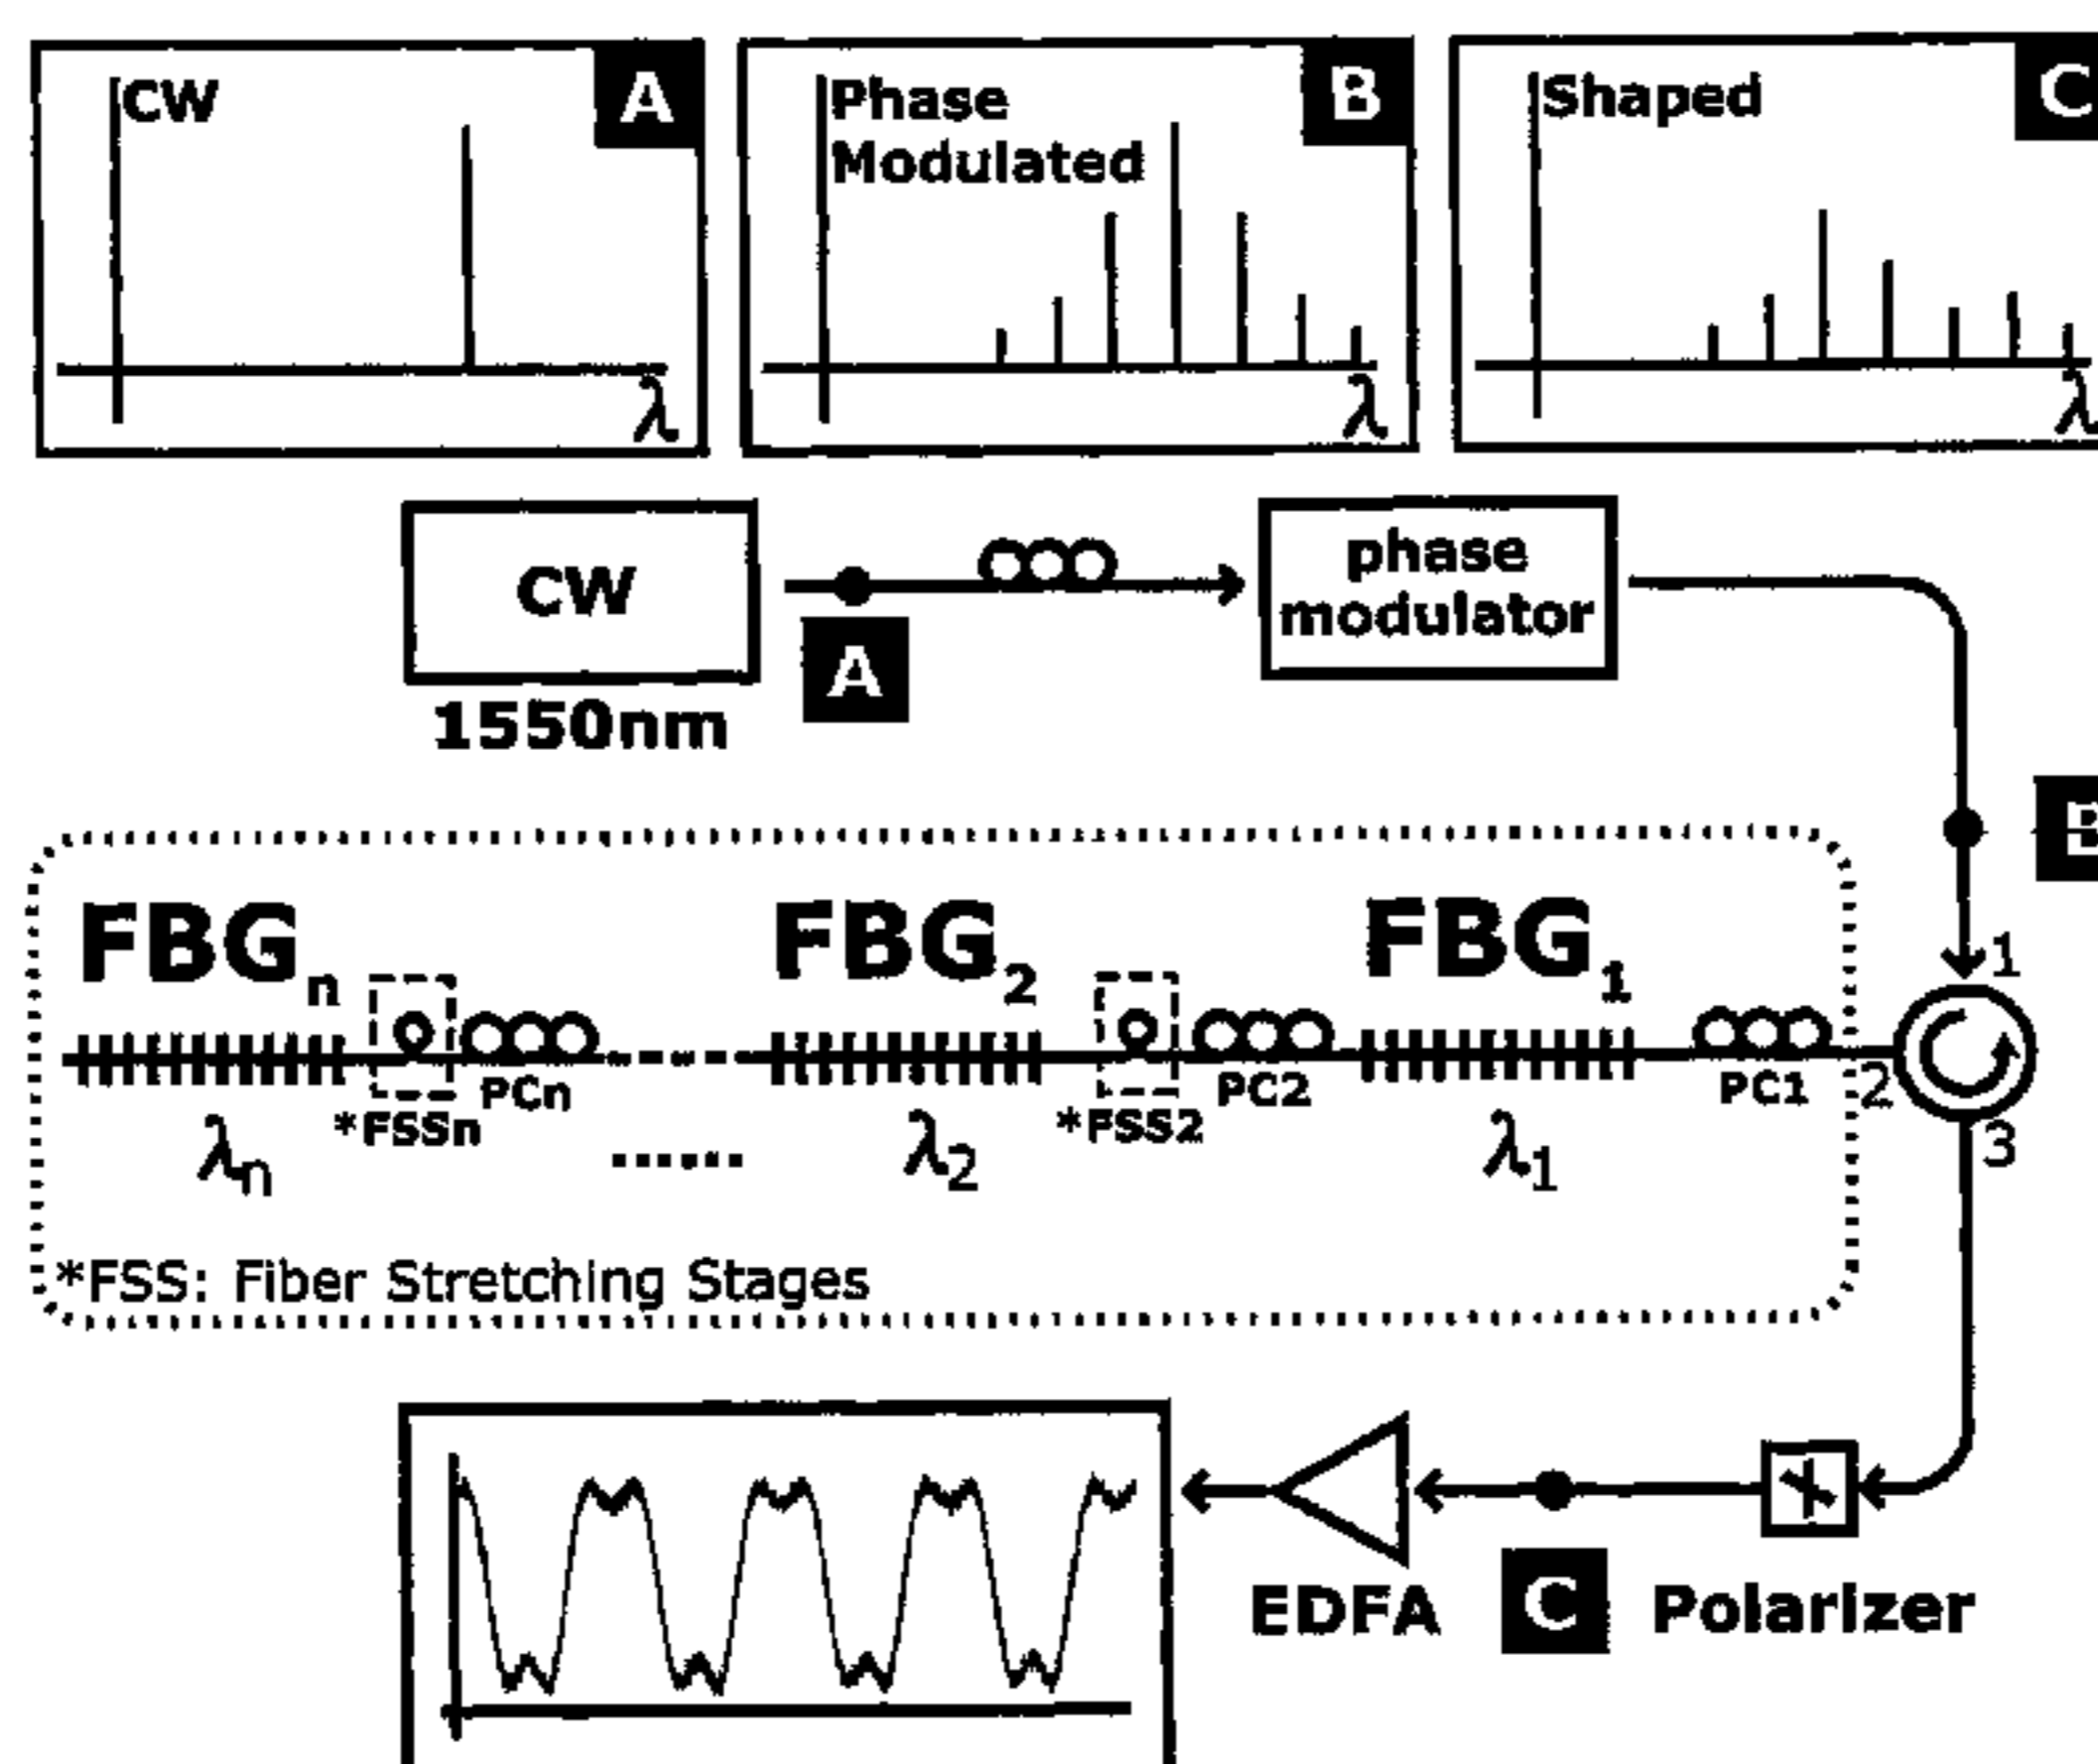 CW
A
λ
Phase
Modulated
B
λ
Shaped
C
λ
CW
1550nm
A
phase
modulator
B
1
2
3
FBGn
FBG2
FBG1
*FSSn
PCn
*FSS2
PC2
PC1
λn
......
λ2
λ1
*FSS: Fiber Stretching Stages
EDFA
C
Polarizer